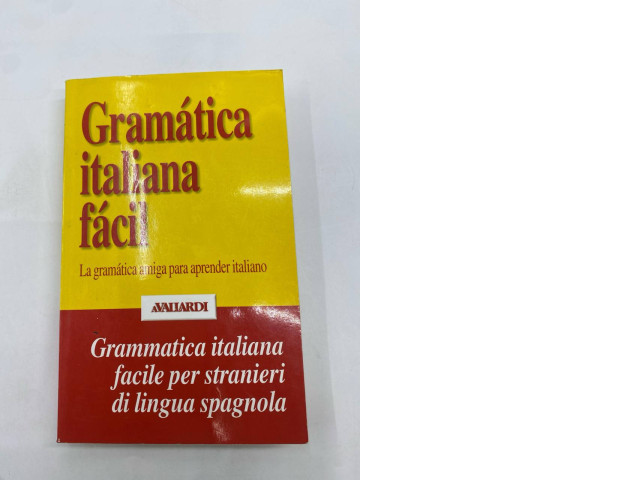 Gramática
italiana
fácil
La gramática amiga para aprender italiano
A.VALLARDI
Grammatica italiana
facile per stranieri
di lingua spagnola